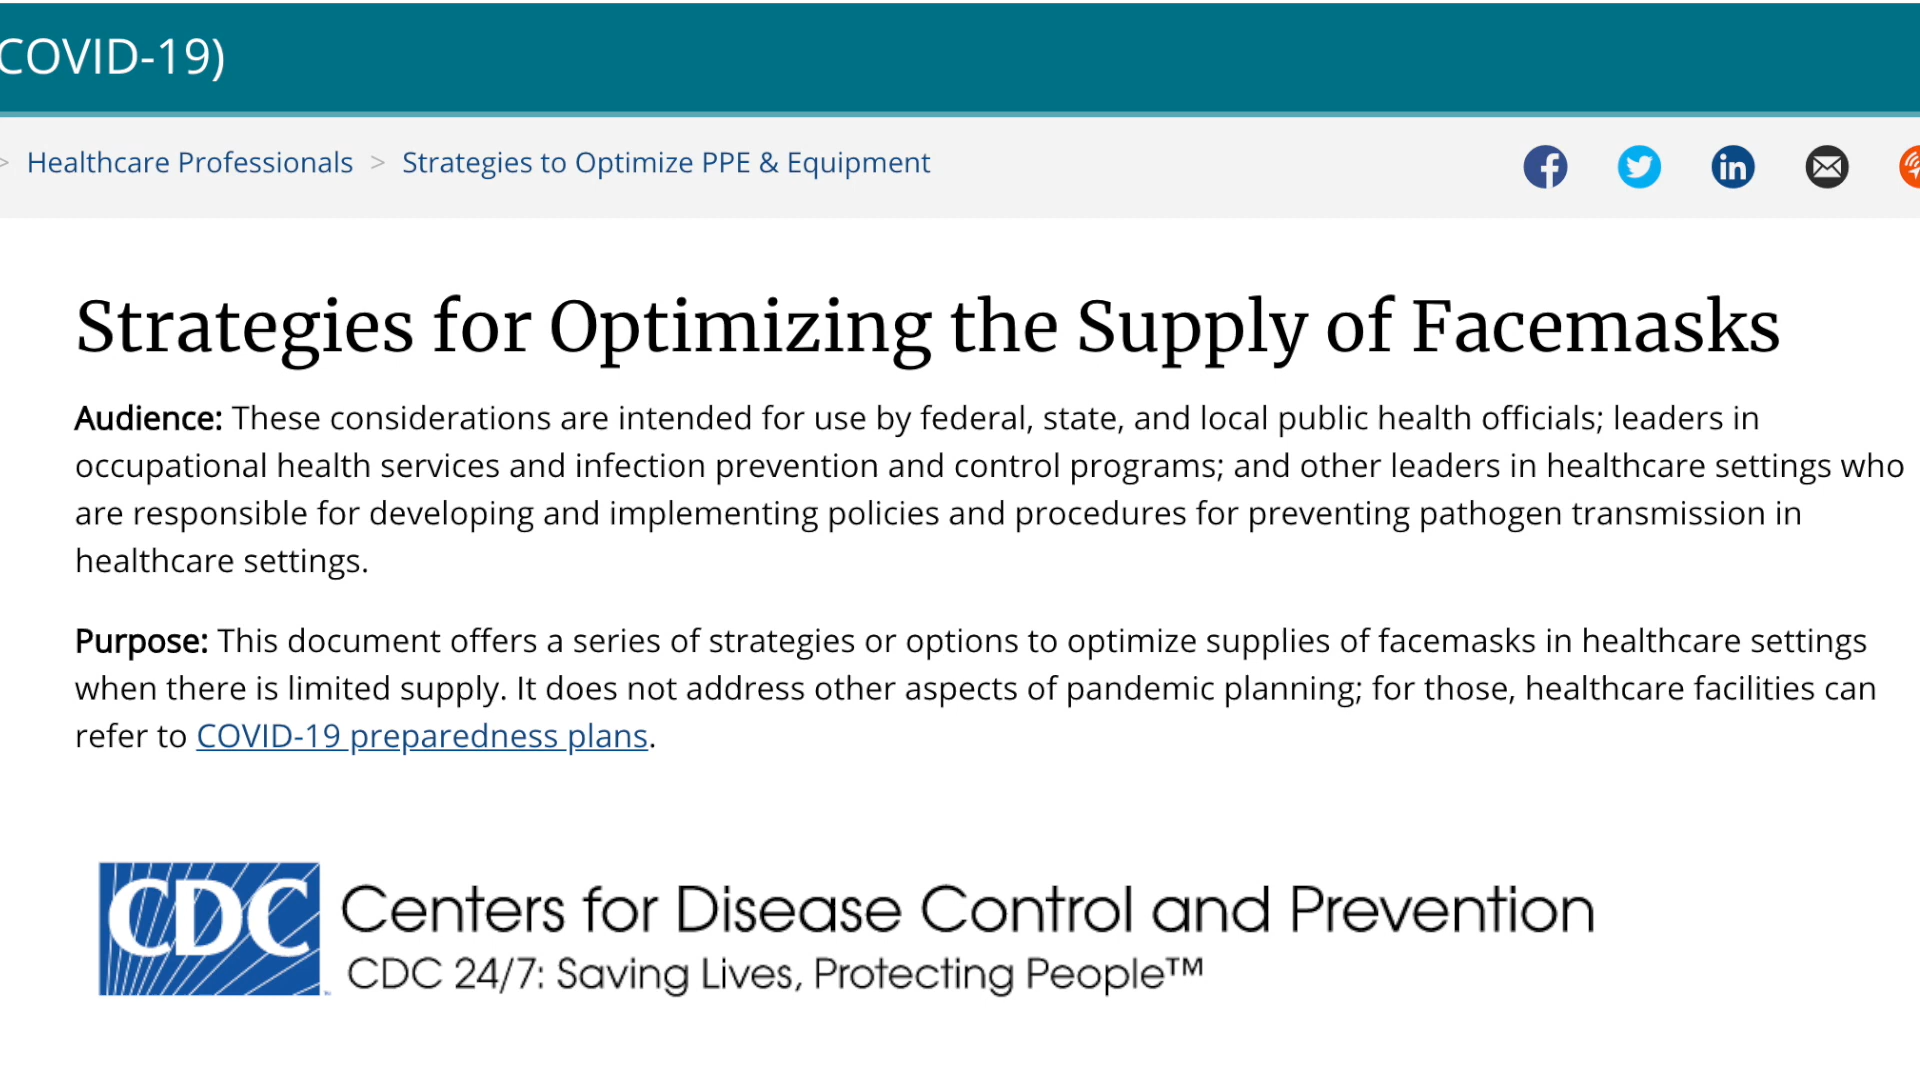 COVID-19)
> Healthcare Professionals > Strategies to Optimize PPE & Equipment
Strategies for Optimizing the Supply of Facemasks
Audience: These considerations are intended for use by federal, state, and local public health officials; leaders in
occupational health services and infection prevention and control programs; and other leaders in healthcare settings who
are responsible for developing and implementing policies and procedures for preventing pathogen transmission in
healthcare settings.
Purpose: This document offers a series of strategies or options to optimize supplies of facemasks in healthcare settings
when there is limited supply. It does not address other aspects of pandemic planning; for those, healthcare facilities can
refer to COVID-19 preparedness plans.
CDC
Centers for Disease Control and Prevention
CDC 24/7: Saving Lives, Protecting People™